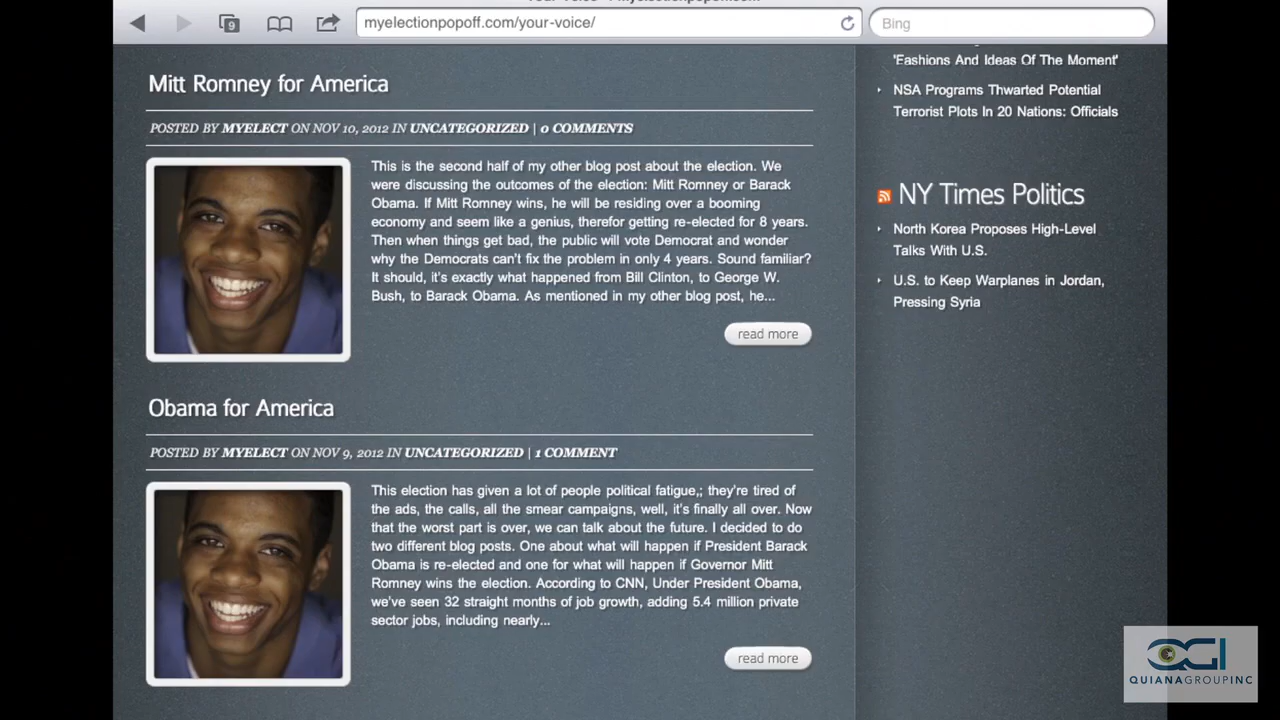 9
myelectionpopoff.com/your-voice/
Bing
Mitt Romney for America
POSTED BY MYELECT ON NOV 10, 2012 IN UNCATEGORIZED | 0 COMMENTS
This is the second half of my other blog post about the election. We
were discussing the outcomes of the election: Mitt Romney or Barack
Obama. If Mitt Romney wins, he will be residing over a booming
economy and seem like a genius, therefor getting re-elected for 8 years.
Then when things get bad, the public will vote Democrat and wonder
why the Democrats can't fix the problem in only 4 years. Sound familiar?
It should, it's exactly what happened from Bill Clinton, to George W.
Bush, to Barack Obama. As mentioned in my other blog post, he...
read more
Obama for America
POSTED BY MYELECT ON NOV 9, 2012 IN UNCATEGORIZED | 1 COMMENT
This election has given a lot of people political fatigue,; they're tired of
the ads, the calls, all the smear campaigns, well, it's finally all over. Now
that the worst part is over, we can talk about the future. I decided to do
two different blog posts. One about what will happen if President Barack
Obama is re-elected and one for what will happen if Governor Mitt
Romney wins the election. According to CNN, Under President Obama,
we've seen 32 straight months of job growth, adding 5.4 million private
sector jobs, including nearly...
read more
'Fashions And Ideas Of The Moment'
NSA Programs Thwarted Potential
Terrorist Plots In 20 Nations: Officials
NY Times Politics
North Korea Proposes High-Level
Talks With U.S.
U.S. to Keep Warplanes in Jordan,
Pressing Syria
QGI
QUIANAGROUPINC